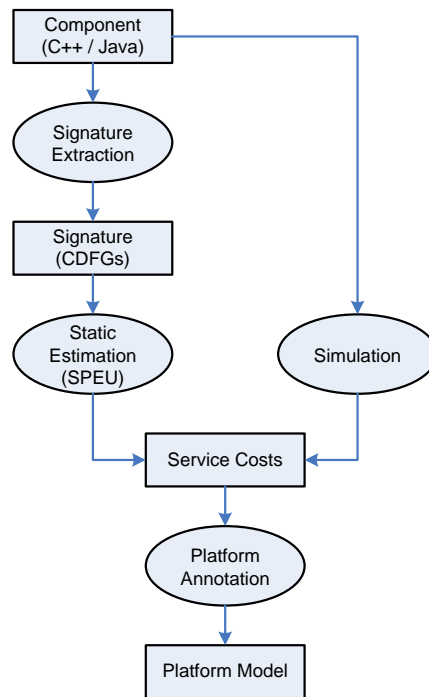 Component
(C++ / Java)
Signature
Extraction
Signature
(CDFGs)
Static
Estimation
(SPEU)
Simulation
Service Costs
Platform
Annotation
Platform Model